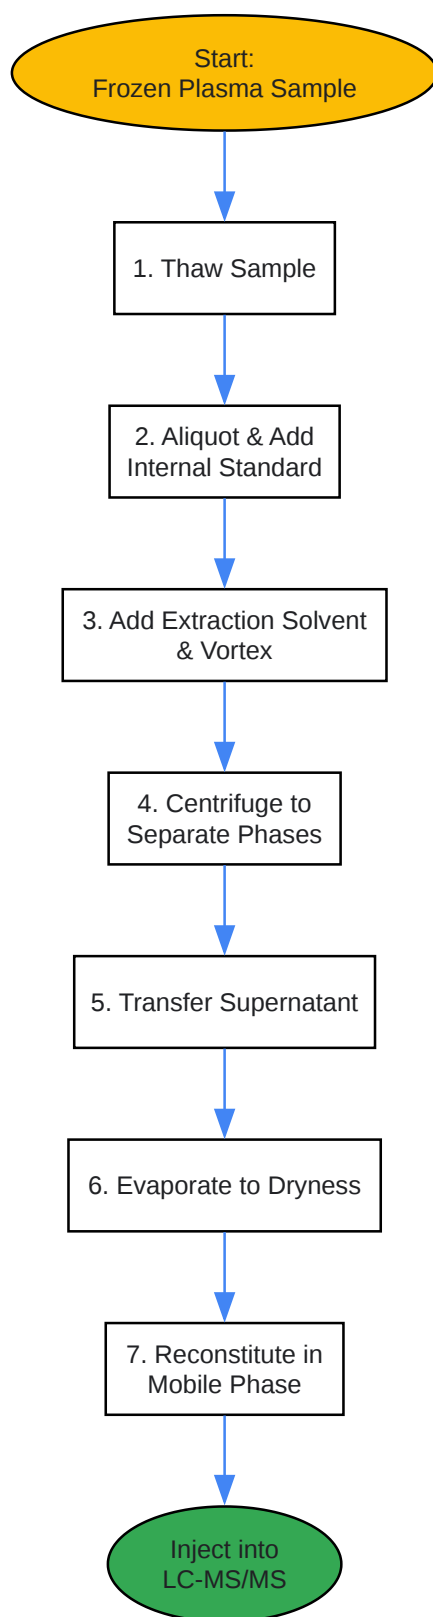 Start:
Frozen Plasma Sample
1. Thaw Sample
2. Aliquot & Add
Internal Standard
3. Add Extraction Solvent
& Vortex
4. Centrifuge to
Separate Phases
5. Transfer Supernatant
6. Evaporate to Dryness
7. Reconstitute in
Mobile Phase
Inject into
LC-MS/MS